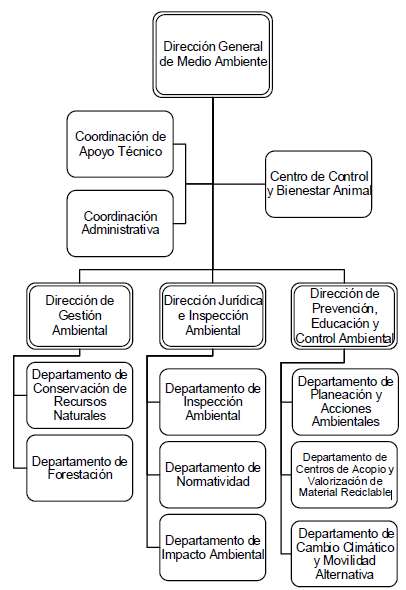 Dirección General
de Medio Ambiente
Coordinación de
Apoyo Técnico
Centro de Control
y Bienestar Animal
Coordinación
Administrativa
Dirección de
Gestión
Ambiental
Dirección Jurídica
e Inspección
Ambiental
Dirección de
Prevención,
Educación y
Control Ambiental
Departamento de
Conservación de
Recursos
Naturales
Departamento de
Forestación
Departamento de
Inspección
Ambiental
Departamento de
Normatividad
Departamento de
Impacto Ambiental
Departamento de
Planeación y
Acciones
Ambientales
Departamento de
Centros de Acopio y
Valorización de
Material Reciclable
Departamento de
Cambio Climático
y Movilidad
Alternativa